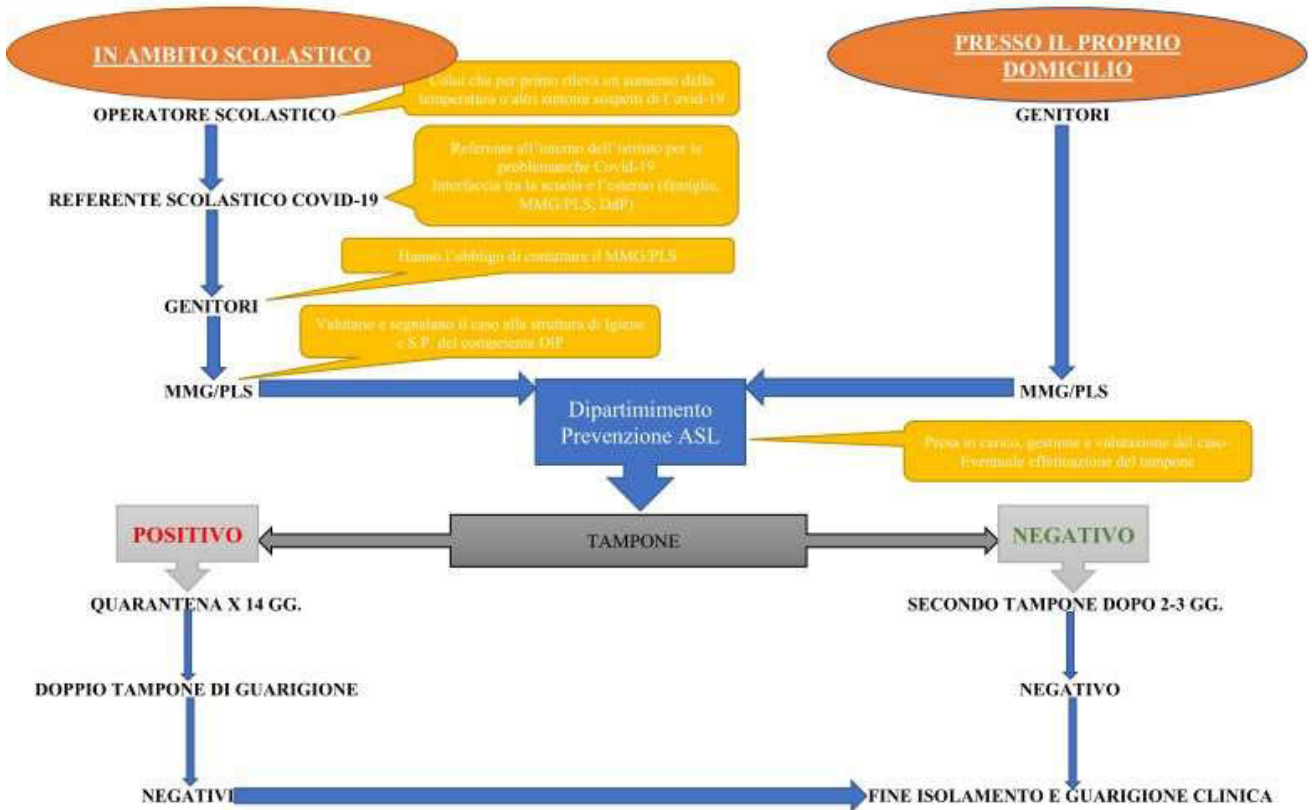 IN AMBITO SCOLASTICO
PRESSO IL PROPRIO
DOMICILIO
Colui che per primo rileva un aumento della
temperatura o altri sintomi sospetti di Covid-19
OPERATORE SCOLASTICO
GENITORI
Referente all'interno dell'istituto per le
problematiche Covid-19
Interfaccia tra la scuola e l'esterno (famiglie,
MMG/PLS, DdP)
REFERENTE SCOLASTICO COVID-19
Hanno l'obbligo di contattare il MMG/PLS
GENITORI
Valutano e segnalano il caso alla struttura di Igiene
e S.P. del competente DIP
MMG/PLS
MMG/PLS
Dipartimimento
Prevenzione ASL
Presa in carico, gestione e valutazione del caso-
Eventuale effettuazione del tampone
POSITIVO
TAMPONE
NEGATIVO
QUARANTENA X 14 GG.
SECONDO TAMPONE DOPO 2-3 GG.
DOPPIO TAMPONE DI GUARIGIONE
NEGATIVO
NEGATIVI
FINE ISOLAMENTO E GUARIGIONE CLINICA